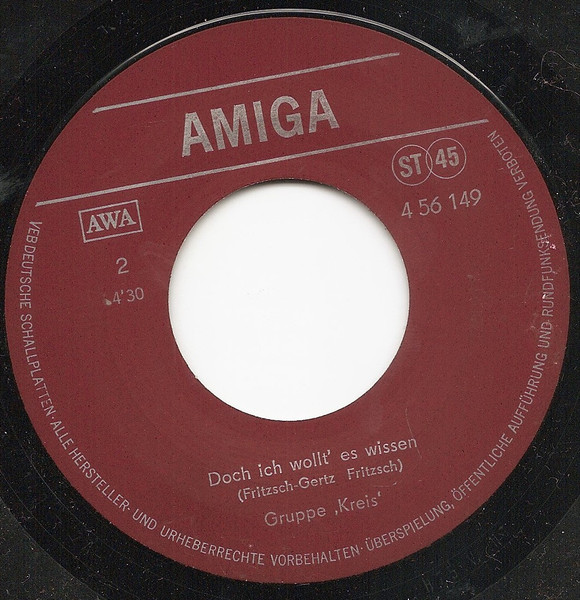 AMIGA
ST 45
4 56 149
AWA
2
4'30
Doch ich wollt' es wissen
(Fritzsch-Gertz Fritzsch)
Gruppe ‚Kreis'
VEB DEUTSCHE SCHALLPLATTEN · ALLE HERSTELLER- UND URHEBERRECHTE VORBEHALTEN · ÜBERSPIELUNG, ÖFFENTLICHE AUFFÜHRUNG UND RUNDFUNKSENDUNG VERBOTEN